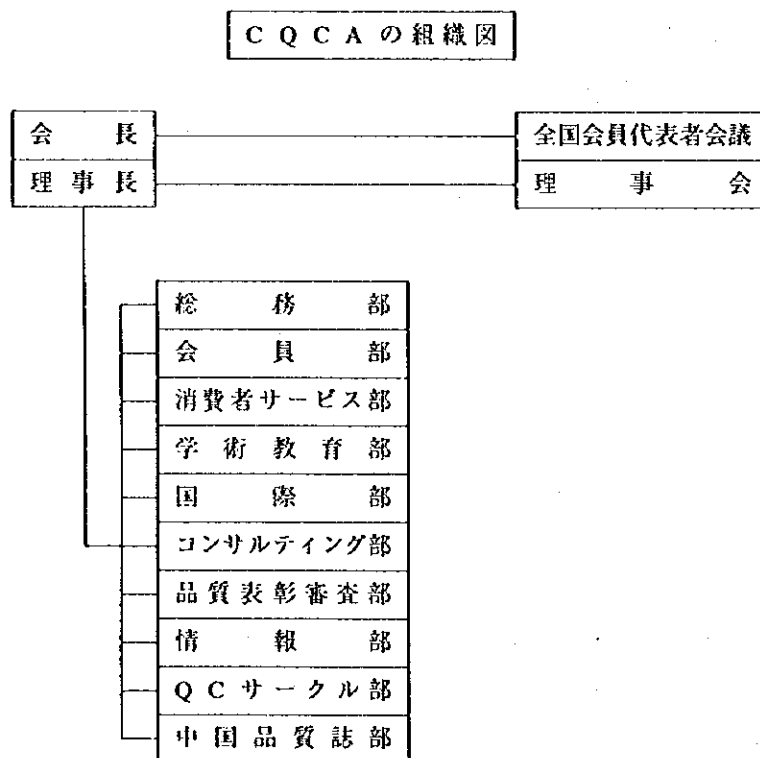 CQCAの組織図
会長
全国会員代表者会議
理事長
理事会
総務部
会員部
消費者サービス部
学術教育部
国際部
コンサルティング部
品質表彰審査部
情報部
QCサークル部
中国品質誌部